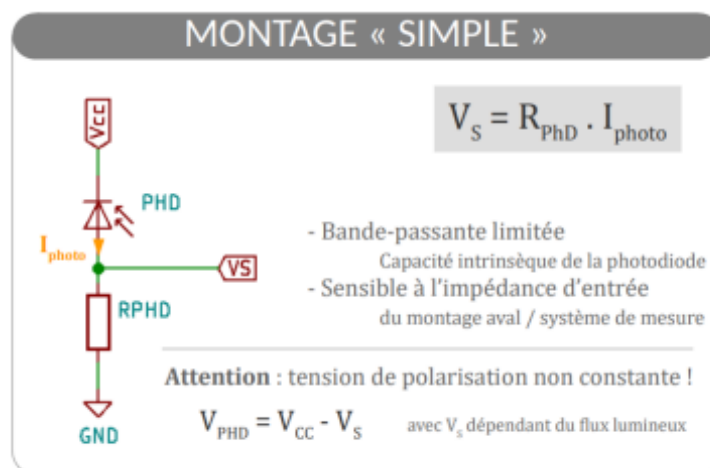 MONTAGE « SIMPLE »
Vcc
V_S = R_PhD . I_photo
PHD
I_photo
- Bande-passante limitée
Capacité intrinsèque de la photodiode
VS
- Sensible à l'impédance d'entrée
RPHD
du montage aval / système de mesure
Attention : tension de polarisation non constante !
GND
V_PHD = V_CC - V_S
avec V_s dépendant du flux lumineux